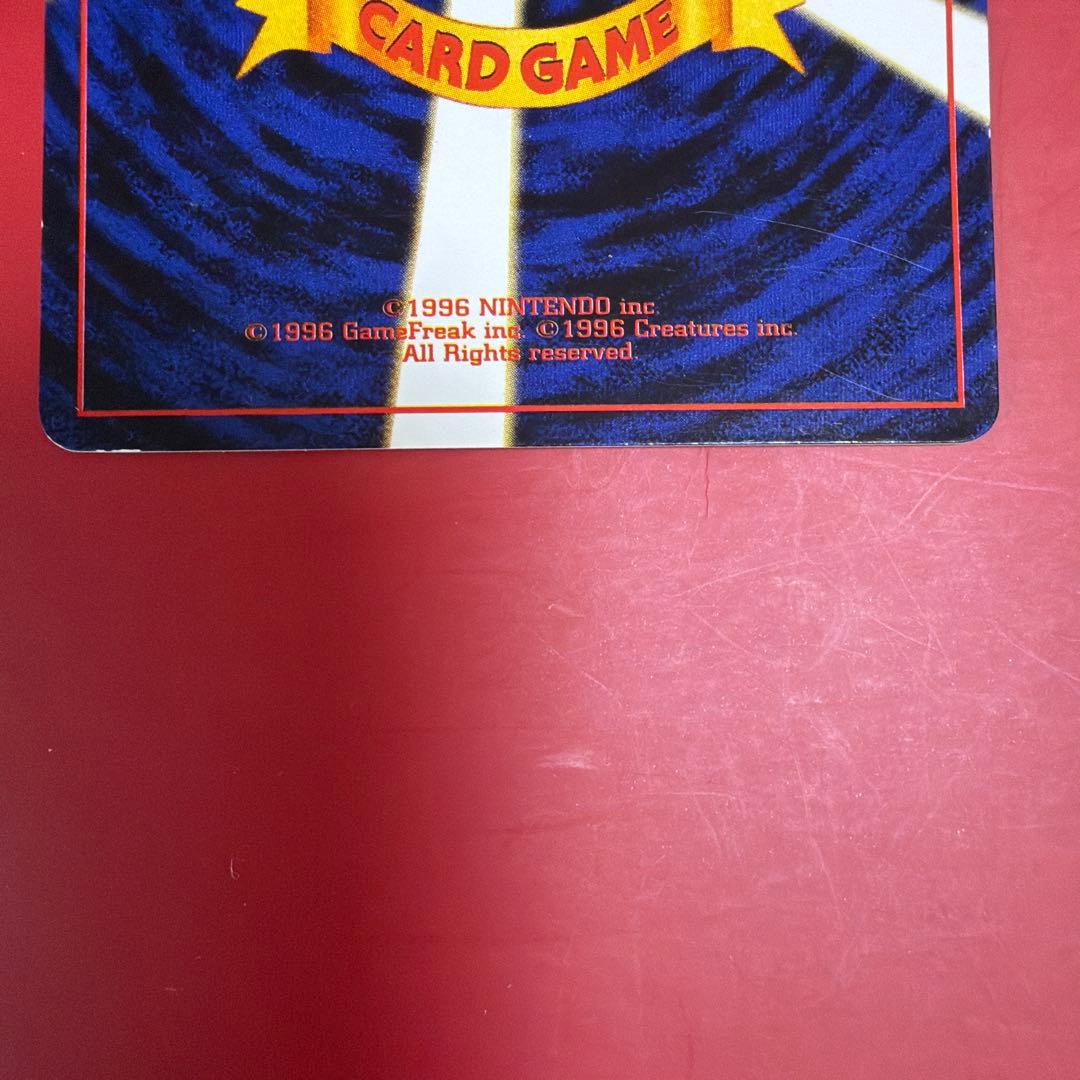 CARD GAME
©1996 NINTENDO inc.
©1996 GameFreak inc. ©1996 Creatures inc.
All Rights reserved.